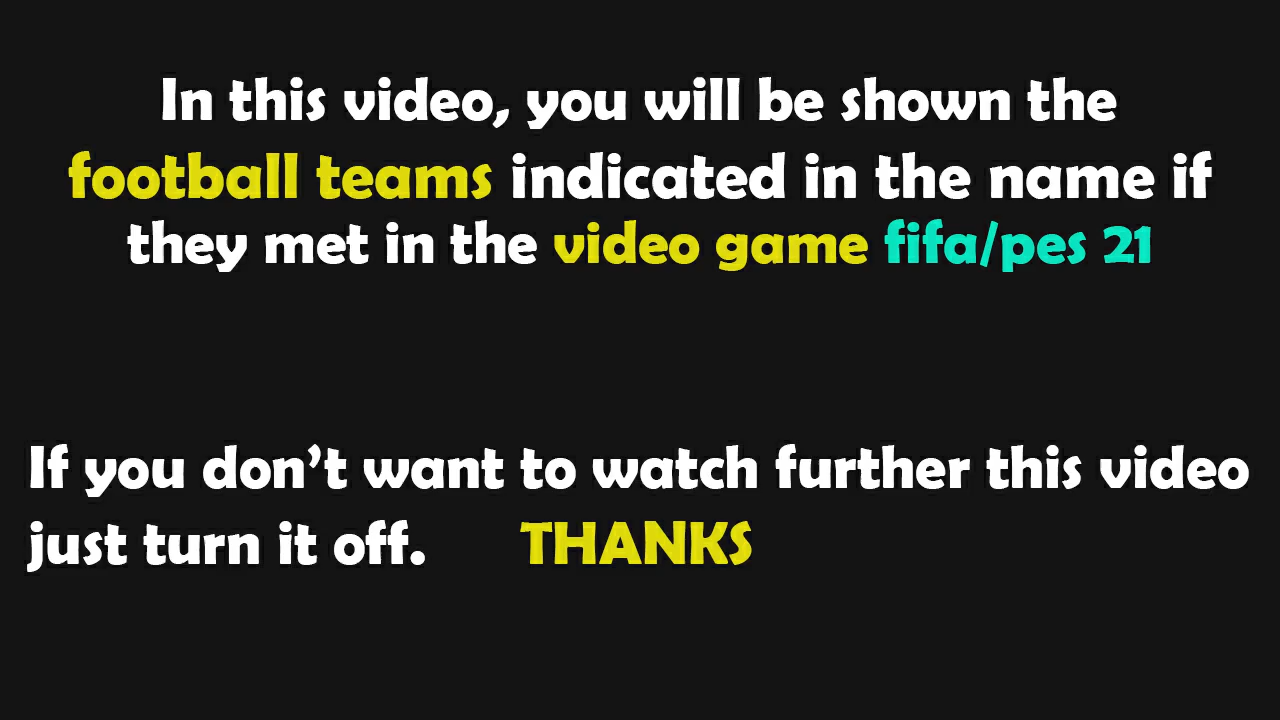 In this video, you will be shown the
football teams indicated in the name if
they met in the video game fifa/pes 21
If you don’t want to watch further this video
just turn it off. THANKS